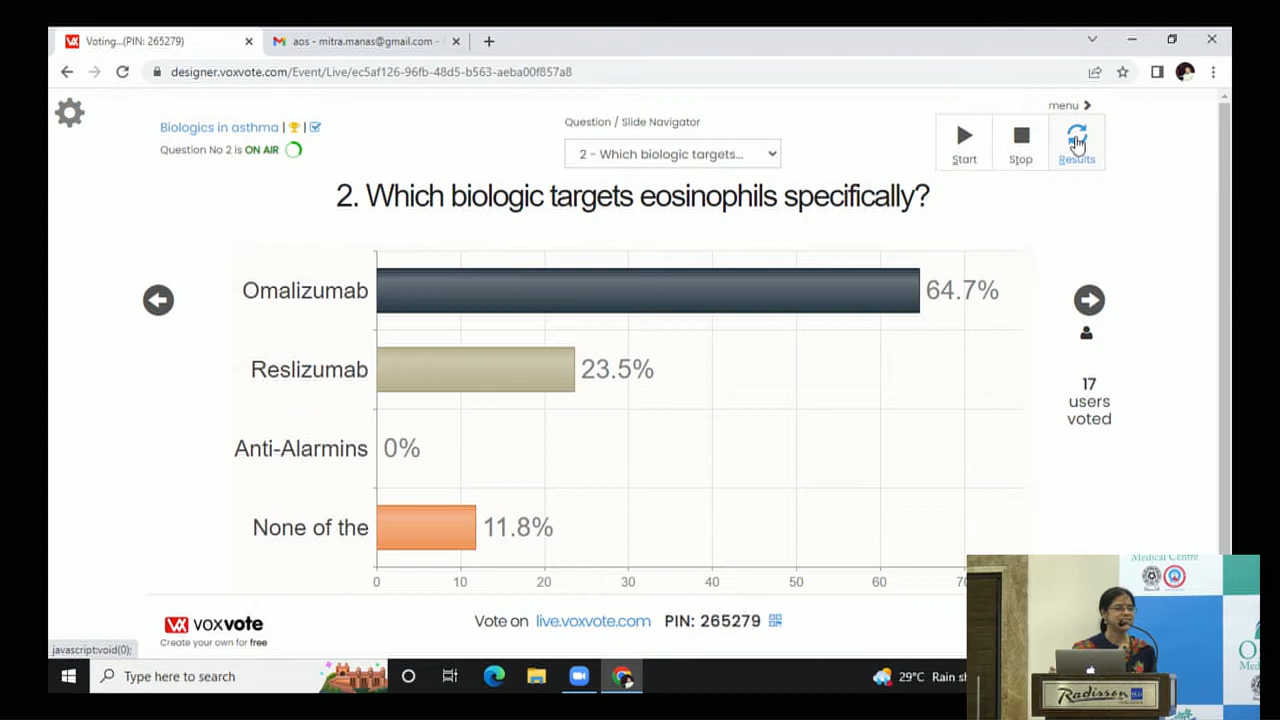 Voting...(PIN: 265279)
aos - mitra.manas@gmail.com -
designer.voxvote.com/Event/Live/ec5af126-96fb-48d5-b563-aeba00f857a8
menu
Biologics in asthma | |
Question No 2 is ON AIR
Question / Slide Navigator
2 - Which biologic targets...
Start
Stop
Results
2. Which biologic targets eosinophils specifically?
Omalizumab
64.7%
Reslizumab
23.5%
Anti-Alarmins
0%
None of the
11.8%
0 10 20 30 40 50 60
17
users
voted
voxvote
Create your own for free
Vote on live.voxvote.com PIN: 265279
javascript:void(0);
Type here to search
29°C Rain
Medical Centre
Radisson